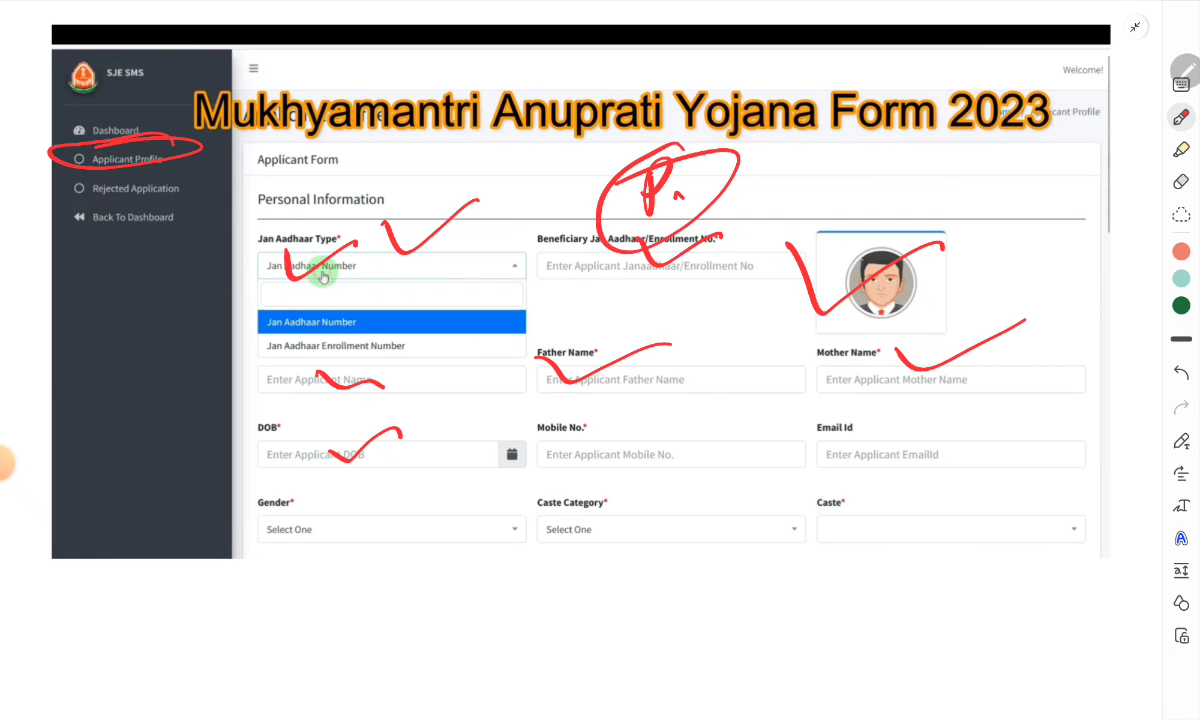 SJE SMS
Welcome!
Mukhyamantri Anuprati Yojana Form 2023
cant Profile
Dashboard
Applicant Profile
Rejected Application
Back To Dashboard
Applicant Form
P.
Personal Information
Jan Aadhaar Type*
Beneficiary Jan Aadhaar/Enrollment No.*
Jan Aadhaar Number
Enter Applicant Janaadhaar/Enrollment No
Jan Aadhaar Number
Jan Aadhaar Enrollment Number
Father Name*
Mother Name*
Enter Applicant Name
Enter Applicant Father Name
Enter Applicant Mother Name
DOB*
Mobile No.*
Email Id
Enter Applicant DOB
Enter Applicant Mobile No.
Enter Applicant EmailId
Gender*
Caste Category*
Caste*
Select One
Select One